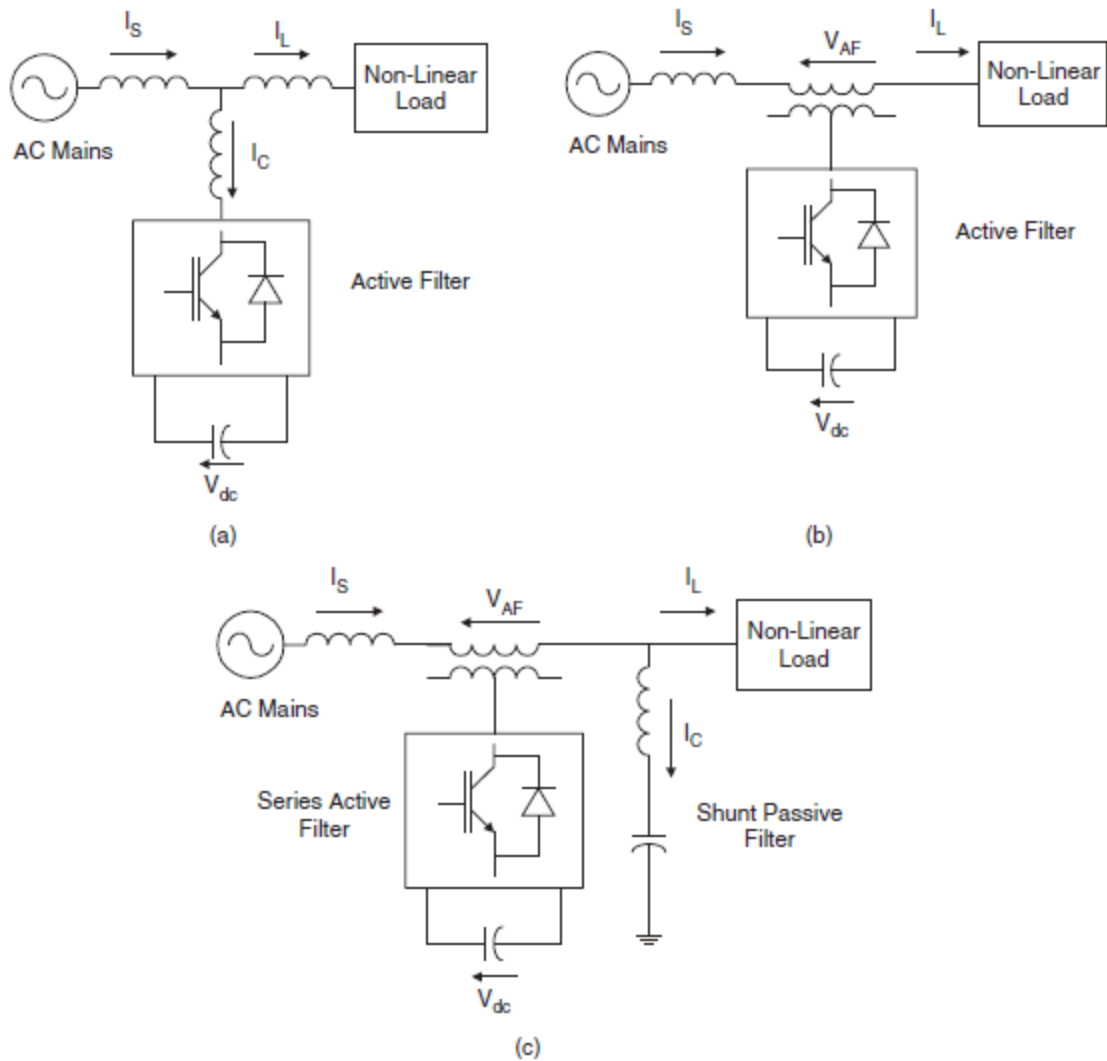 I_S
I_L
Non-Linear
Load
AC Mains
I_C
Active Filter
V_dc
(a)
I_S
V_AF
I_L
Non-Linear
Load
AC Mains
Active Filter
V_dc
(b)
I_S
V_AF
I_L
Non-Linear
Load
AC Mains
I_C
Series Active
Filter
Shunt Passive
Filter
V_dc
(c)